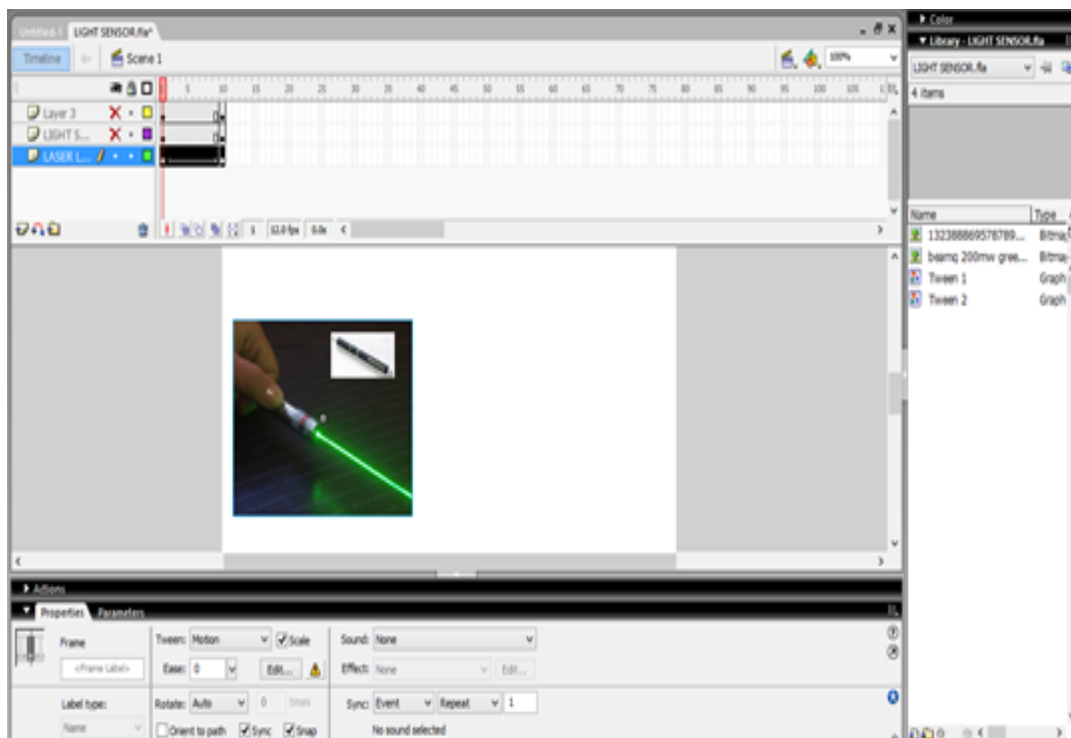 Untitled-1 LIGHT SENSOR.fla*
Timeline Scene 1 100%
5 10 15 20 25 30 35 40 45 50 55 60 65 70 75 80 85 90 95 100 105 1
Layer 3
LIGHT S...
LASER L...
1 12.0 fps 0.0s
Actions
Properties Parameters
Frame
<Frame Label>
Label type:
Name
Tween: Motion Scale
Ease: 0 Edit...
Rotate: Auto 0 times
Orient to path Sync Snap
Sound: None
Effect: None Edit...
Sync: Event Repeat 1
No sound selected
Color
Library - LIGHT SENSOR.fla
LIGHT SENSOR.fla
4 items
Name Type
132388869578789... Bitma
beamq 200mw gree... Bitma
Tween 1 Graph
Tween 2 Graph